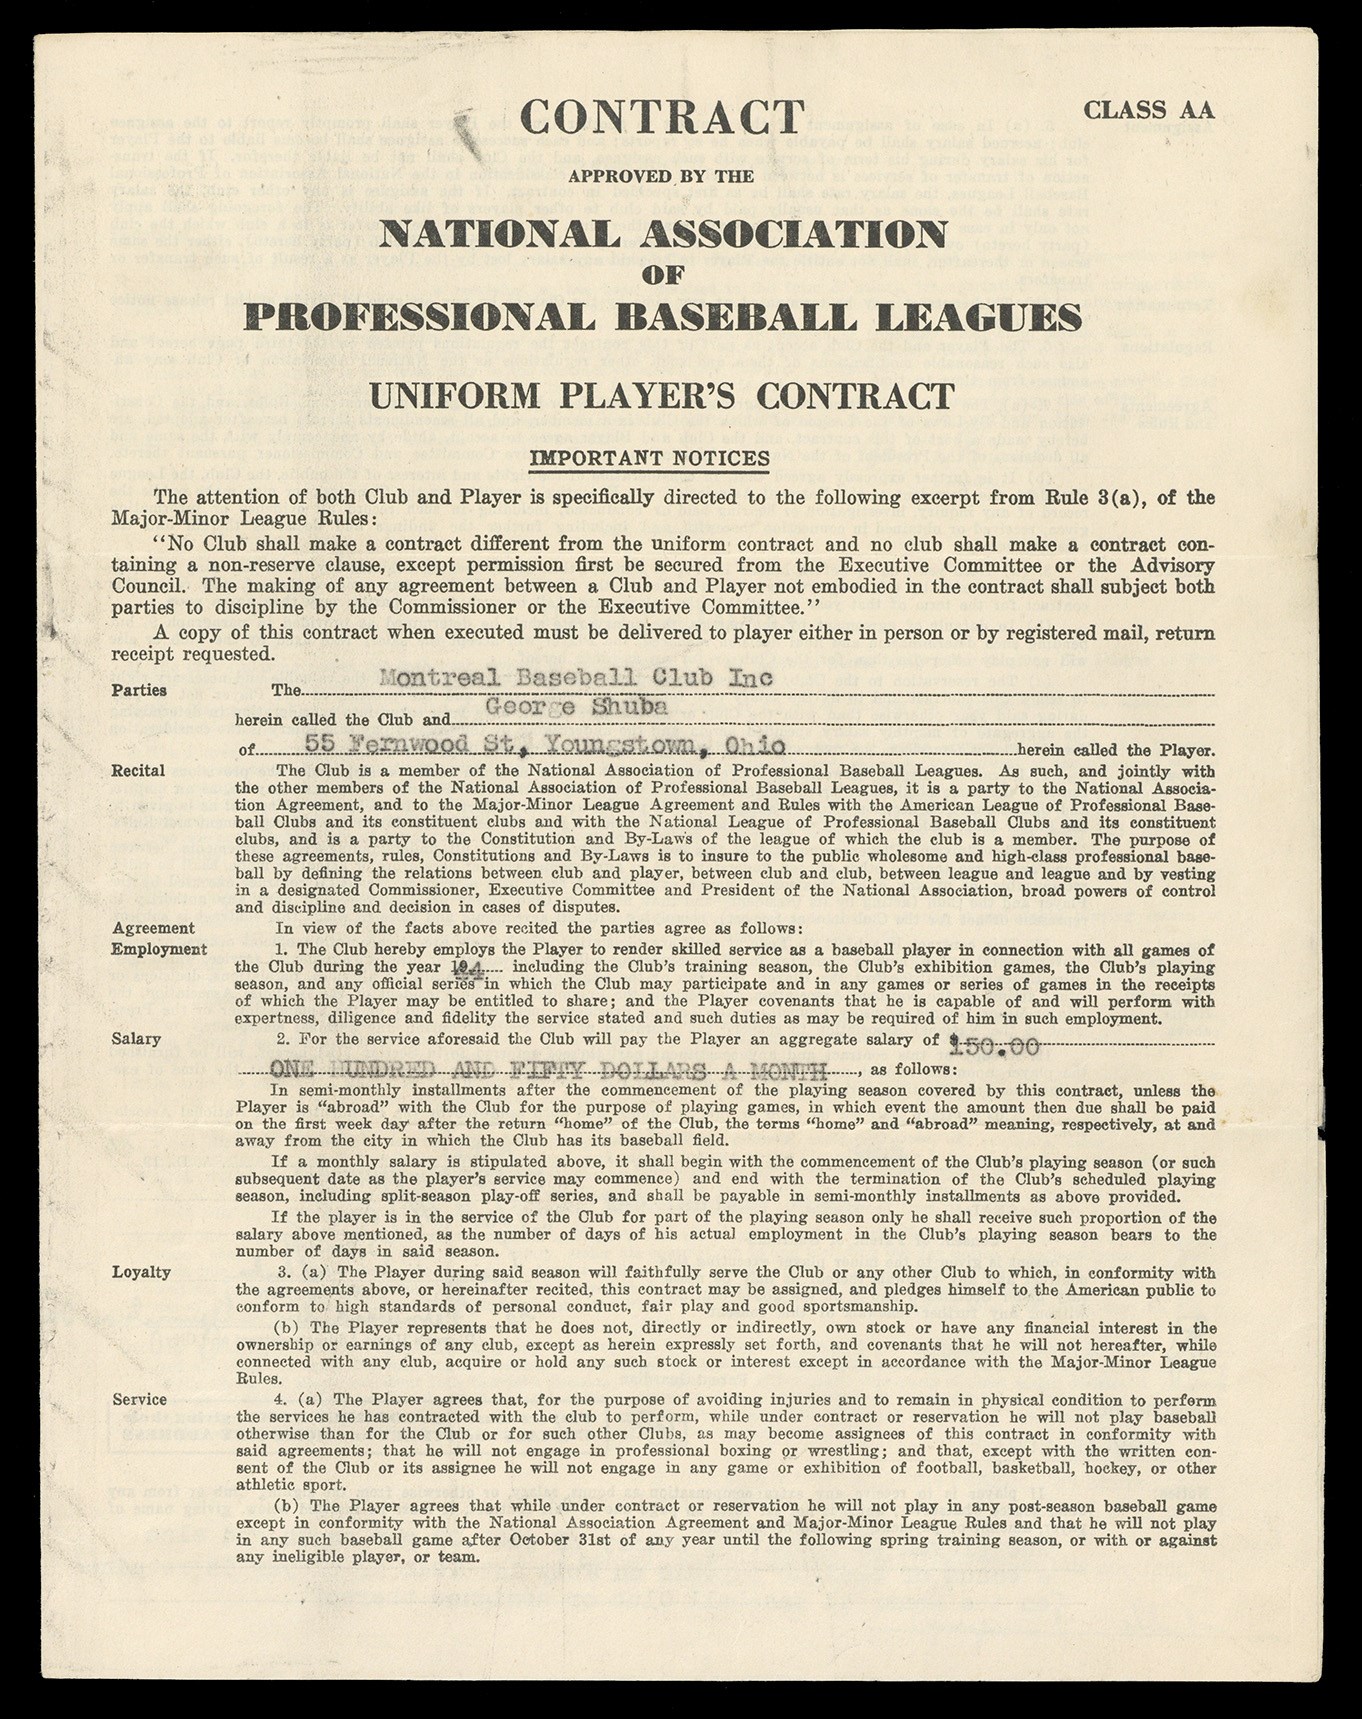 CONTRACT
CLASS AA
APPROVED BY THE
NATIONAL ASSOCIATION
OF
PROFESSIONAL BASEBALL LEAGUES
UNIFORM PLAYER'S CONTRACT
IMPORTANT NOTICES
The attention of both Club and Player is specifically directed to the following excerpt from Rule 3(a), of the
Major-Minor League Rules:
"No Club shall make a contract different from the uniform contract and no club shall make a contract con-
taining a non-reserve clause, except permission first be secured from the Executive Committee or the Advisory
Council. The making of any agreement between a Club and Player not embodied in the contract shall subject both
parties to discipline by the Commissioner or the Executive Committee."
A copy of this contract when executed must be delivered to player either in person or by registered mail, return
receipt requested.
Parties The Montreal Baseball Club Inc
herein called the Club and George Shuba
of 55 Fernwood St, Youngstown, Ohio herein called the Player.
Recital The Club is a member of the National Association of Professional Baseball Leagues. As such, and jointly with
the other members of the National Association of Professional Baseball Leagues, it is a party to the National Associa-
tion Agreement, and to the Major-Minor League Agreement and Rules with the American League of Professional Base-
ball Clubs and its constituent clubs and with the National League of Professional Baseball Clubs and its constituent
clubs, and is a party to the Constitution and By-Laws of the league of which the club is a member. The purpose of
these agreements, rules, Constitutions and By-Laws is to insure to the public wholesome and high-class professional base-
ball by defining the relations between club and player, between club and club, between league and league and by vesting
in a designated Commissioner, Executive Committee and President of the National Association, broad powers of control
and discipline and decision in cases of disputes.
Agreement In view of the facts above recited the parties agree as follows:
Employment 1. The Club hereby employs the Player to render skilled service as a baseball player in connection with all games of
the Club during the year including the Club's training season, the Club's exhibition games, the Club's playing
season, and any official series in which the Club may participate and in any games or series of games in the receipts
of which the Player may be entitled to share; and the Player covenants that he is capable of and will perform with
expertness, diligence and fidelity the service stated and such duties as may be required of him in such employment.
Salary 2. For the service aforesaid the Club will pay the Player an aggregate salary of $150.00
ONE HUNDRED AND FIFTY DOLLARS A MONTH, as follows:
In semi-monthly installments after the commencement of the playing season covered by this contract, unless the
Player is "abroad" with the Club for the purpose of playing games, in which event the amount then due shall be paid
on the first week day after the return "home" of the Club, the terms "home" and "abroad" meaning, respectively, at and
away from the city in which the Club has its baseball field.
If a monthly salary is stipulated above, it shall begin with the commencement of the Club's playing season (or such
subsequent date as the player's service may commence) and end with the termination of the Club's scheduled playing
season, including split-season play-off series, and shall be payable in semi-monthly installments as above provided.
If the player is in the service of the Club for part of the playing season only he shall receive such proportion of the
salary above mentioned, as the number of days of his actual employment in the Club's playing season bears to the
number of days in said season.
Loyalty 3. (a) The Player during said season will faithfully serve the Club or any other Club to which, in conformity with
the agreements above, or hereinafter recited, this contract may be assigned, and pledges himself to the American public to
conform to high standards of personal conduct, fair play and good sportsmanship.
(b) The Player represents that he does not, directly or indirectly, own stock or have any financial interest in the
ownership or earnings of any club, except as herein expressly set forth, and covenants that he will not hereafter, while
connected with any club, acquire or hold any such stock or interest except in accordance with the Major-Minor League
Rules.
Service 4. (a) The Player agrees that, for the purpose of avoiding injuries and to remain in physical condition to perform
the services he has contracted with the club to perform, while under contract or reservation he will not play baseball
otherwise than for the Club or for such other Clubs, as may become assignees of this contract in conformity with
said agreements; that he will not engage in professional boxing or wrestling; and that, except with the written con-
sent of the Club or its assignee he will not engage in any game or exhibition of football, basketball, hockey, or other
athletic sport.
(b) The Player agrees that while under contract or reservation he will not play in any post-season baseball game
except in conformity with the National Association Agreement and Major-Minor League Rules and that he will not play
in any such baseball game after October 31st of any year until the following spring training season, or with or against
any ineligible player, or team.